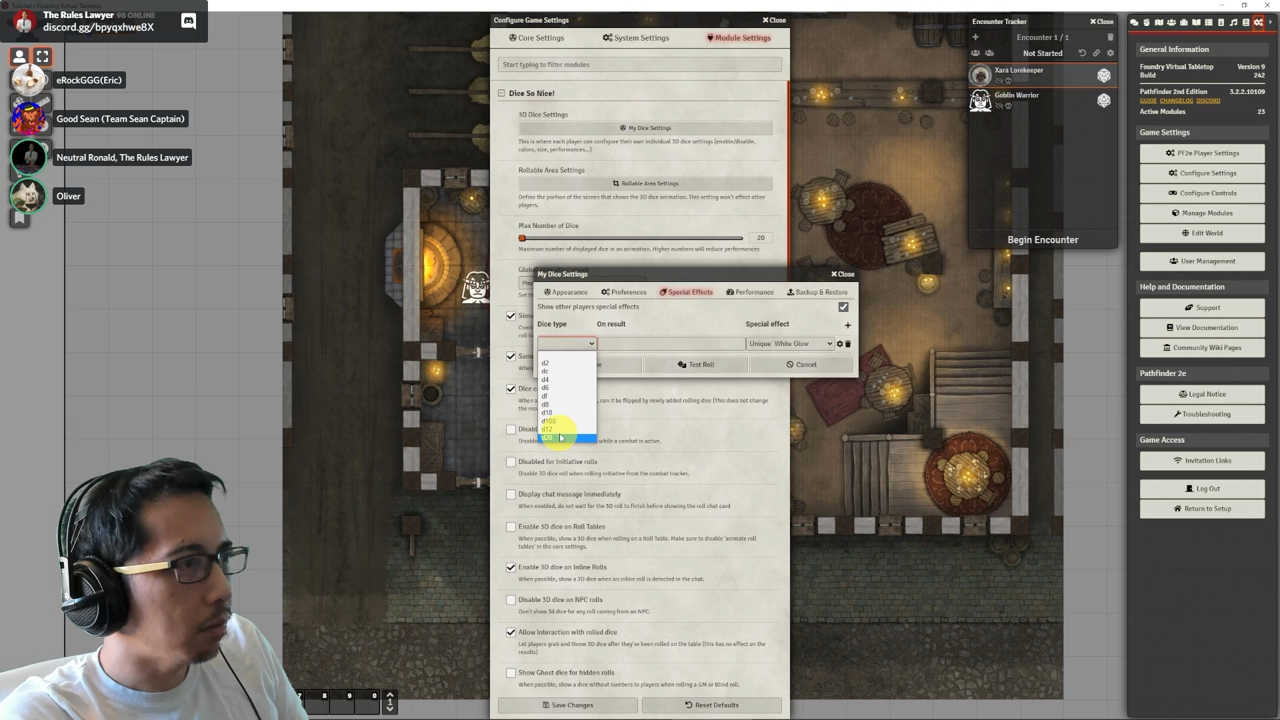 Tutorial • Foundry Virtual Tabletop
The Rules Lawyer
98 ONLINE
discord.gg/bpyqxhwe8X
eRockGGG(Eric)
Good Sean (Team Sean Captain)
Neutral Ronald, The Rules Lawyer
Oliver
Configure Game Settings
Close
Core Settings
System Settings
Module Settings
Start typing to filter modules
Dice So Nice!
3D Dice Settings
My Dice Settings
This is where each player can configure their own individual 3D dice settings (enable/disable,
colors, size, performances...)
Rollable Area Settings
Rollable Area Settings
Define the portion of the screen that shows the 3D dice animation. This setting won't affect other
players.
Max Number of Dice
20
Maximum number of displayed dice in an animation. Higher numbers will reduce performances
My Dice Settings
Close
Appearance
Preferences
Special Effects
Performance
Backup & Restore
Show other players special effects
Dice type
On result
Special effect
Unique: White Glow
d2
dc
d4
d6
df
d8
d10
d100
d12
d20
Test Roll
Cancel
while a combat is active.
Disabled for Initiative rolls
Disable 3D dice roll when rolling initiative from the combat tracker.
Display chat message immediately
When enabled, do not wait for the 3D roll to finish before showing the roll chat card
Enable 3D dice on Roll Tables
When possible, show a 3D dice when rolling on a Roll Table. Make sure to disable 'animate roll
tables' in the core settings.
Enable 3D dice on Inline Rolls
When possible, show a 3D dice when an inline roll is detected in the chat.
Disable 3D dice on NPC rolls
Don't show 3d dice for any roll coming from an NPC.
Allow interaction with rolled dice
Let players grab and throw 3D dice after they've been rolled on the table (this has no effect on the
results)
Show Ghost dice for hidden rolls
When possible, show a dice without numbers to players when rolling a GM or Blind roll.
Save Changes
Reset Defaults
7 8 9 0
1
Encounter Tracker
Close
Encounter 1 / 1
Not Started
Xara Lorekeeper
Goblin Warrior
Begin Encounter
General Information
Foundry Virtual Tabletop
Version 9
Build
242
Pathfinder 2nd Edition
3.2.2.10109
GUIDE CHANGELOG DISCORD
Active Modules
23
Game Settings
PF2e Player Settings
Configure Settings
Configure Controls
Manage Modules
Edit World
User Management
Help and Documentation
Support
View Documentation
Community Wiki Pages
Pathfinder 2e
Legal Notice
Troubleshooting
Game Access
Invitation Links
Log Out
Return to Setup